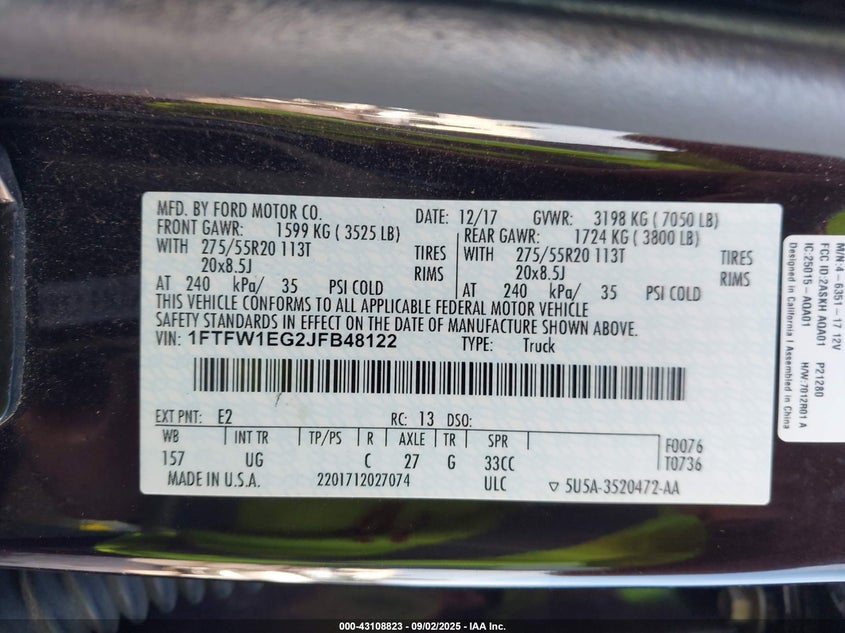 MFD. BY FORD MOTOR CO. DATE: 12/17 GVWR: 3198 KG ( 7050 LB)
FRONT GAWR: 1599 KG ( 3525 LB) REAR GAWR: 1724 KG ( 3800 LB)
WITH 275/55R20 113T TIRES WITH 275/55R20 113T TIRES
20x8.5J RIMS 20x8.5J RIMS
AT 240 kPa/ 35 PSI COLD AT 240 kPa/ 35 PSI COLD
THIS VEHICLE CONFORMS TO ALL APPLICABLE FEDERAL MOTOR VEHICLE
SAFETY STANDARDS IN EFFECT ON THE DATE OF MANUFACTURE SHOWN ABOVE.
VIN: 1FTFW1EG2JFB48122 TYPE: Truck
EXT PNT: E2 RC: 13 DSO:
WB INT TR TP/PS R AXLE TR SPR F0076
157 UG C 27 G 33CC T0736
MADE IN U.S.A. 2201712027074 ULC ▽ 5U5A-3520472-AA
M/N:4-6351-17 12V
FCC ID:2ASKH AOA01 P21280
IC:25015-AOA01 H/W:7012R01 A
Designed in California I Assembled in China
000-43108823 - 09/02/2025 - IAA Inc.